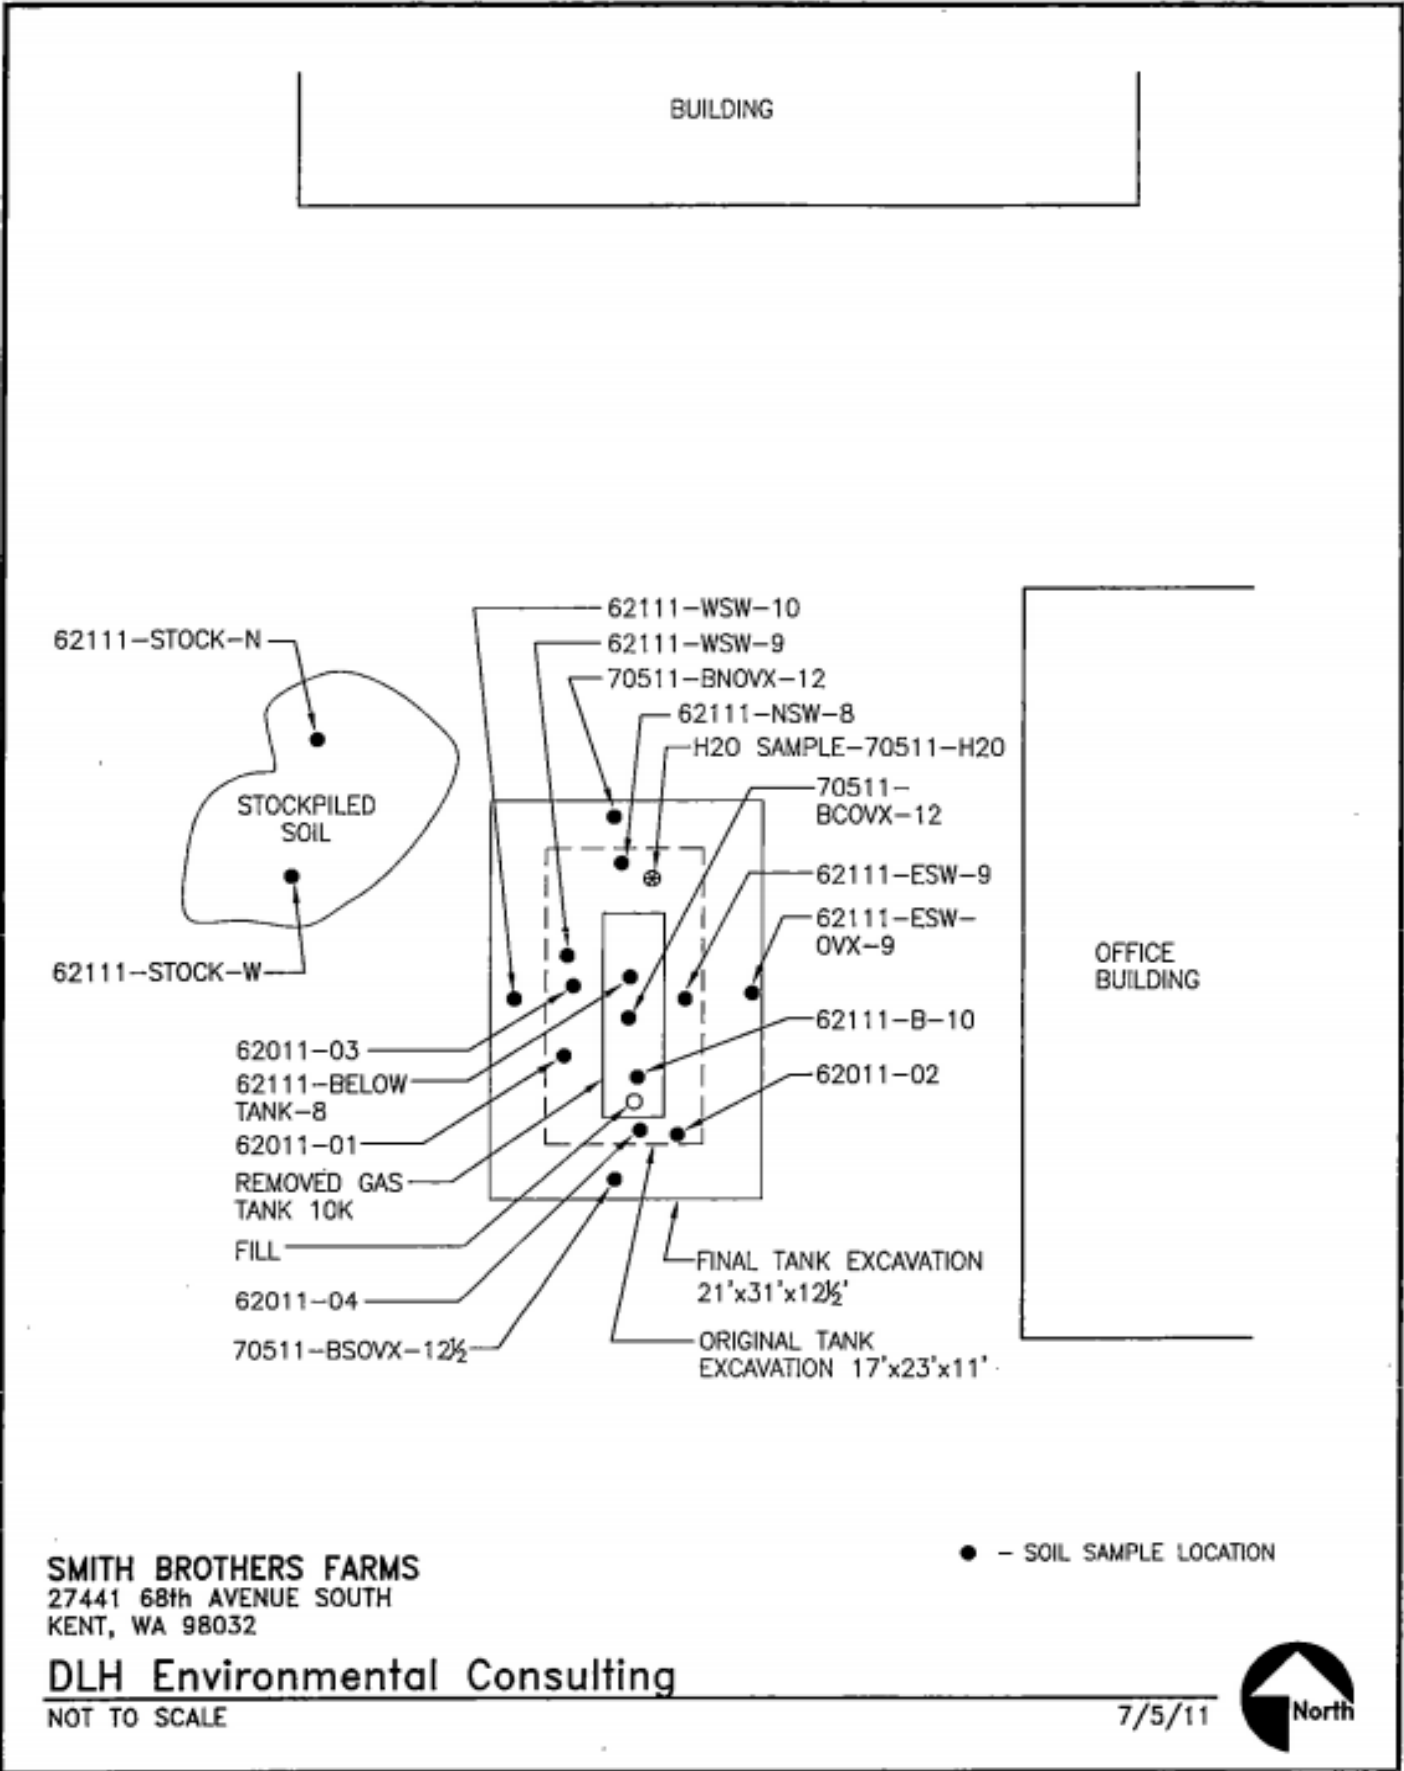 BUILDING
62111-WSW-10
62111-STOCK-N
62111-WSW-9
70511-BNOVX-12
62111-NSW-8
H2O SAMPLE-70511-H2O
70511-
BCOVX-12
STOCKPILED
SOIL
62111-ESW-9
62111-ESW-
OVX-9
OFFICE
BUILDING
62111-STOCK-W
62111-B-10
62011-03
62111-BELOW
TANK-8
62011-02
62011-01
REMOVED GAS
TANK 10K
FILL
FINAL TANK EXCAVATION
21'x31'x12½'
62011-04
70511-BSOVX-12½
ORIGINAL TANK
EXCAVATION 17'x23'x11'
● - SOIL SAMPLE LOCATION
SMITH BROTHERS FARMS
27441 68th AVENUE SOUTH
KENT, WA 98032
DLH Environmental Consulting
NOT TO SCALE
7/5/11
North